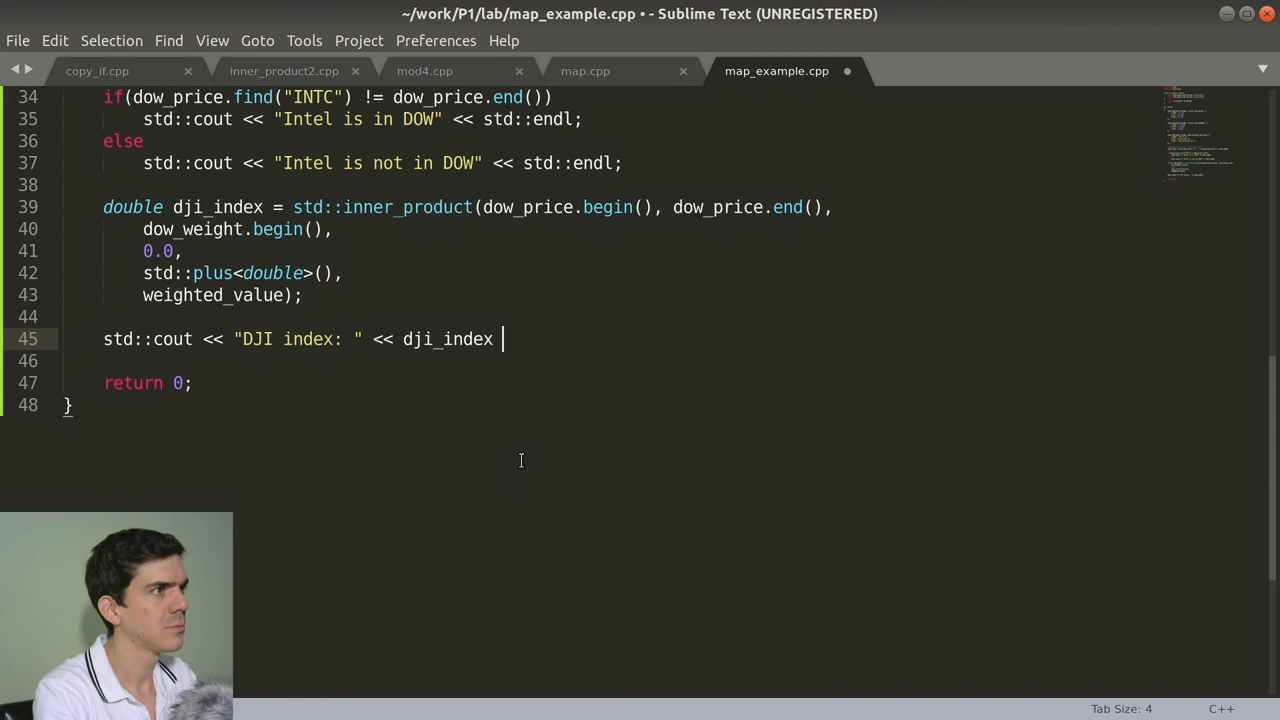 ~/work/P1/lab/map_example.cpp • - Sublime Text (UNREGISTERED)
File Edit Selection Find View Goto Tools Project Preferences Help
copy_if.cpp inner_product2.cpp mod4.cpp map.cpp map_example.cpp
34 if(dow_price.find("INTC") != dow_price.end())
35 std::cout << "Intel is in DOW" << std::endl;
36 else
37 std::cout << "Intel is not in DOW" << std::endl;
38
39 double dji_index = std::inner_product(dow_price.begin(), dow_price.end(),
40 dow_weight.begin(),
41 0.0,
42 std::plus<double>(),
43 weighted_value);
44
45 std::cout << "DJI index: " << dji_index
46
47 return 0;
48 }
Tab Size: 4 C++